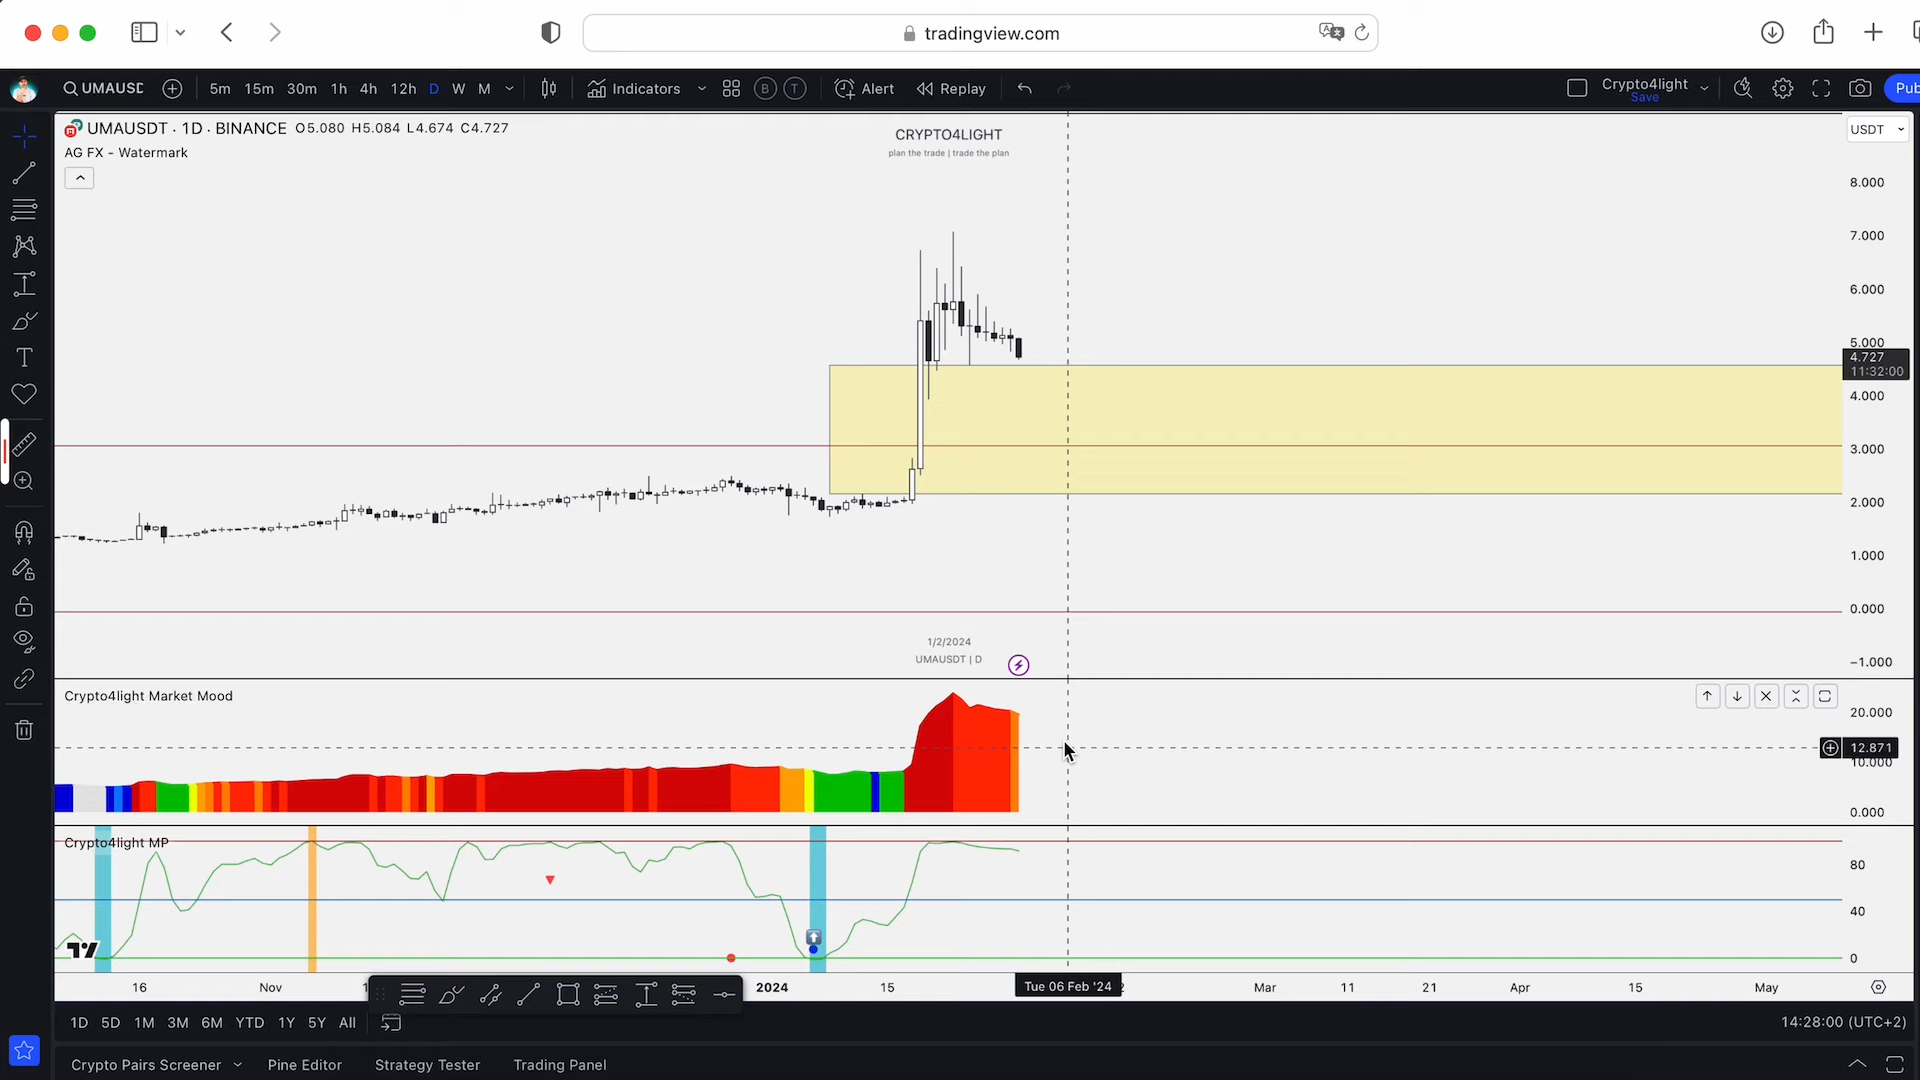 tradingview.com
UMAUSD 5m 15m 30m 1h 4h 12h D W M Indicators B T Alert Replay Crypto4light Save Pub
UMAUSDT · 1D · BINANCE O5.080 H5.084 L4.674 C4.727
AG FX - Watermark
CRYPTO4LIGHT
plan the trade | trade the plan
USDT
8.000
7.000
6.000
5.000
4.727
11:32:00
4.000
3.000
2.000
1.000
0.000
−1.000
1/2/2024
UMAUSDT | D
Crypto4light Market Mood
20.000
12.871
10.000
0.000
Crypto4light MP
80
40
0
16 Nov 2024 15 Tue 06 Feb '24 Mar 11 21 Apr 15 May
1D 5D 1M 3M 6M YTD 1Y 5Y All 14:28:00 (UTC+2)
Crypto Pairs Screener Pine Editor Strategy Tester Trading Panel